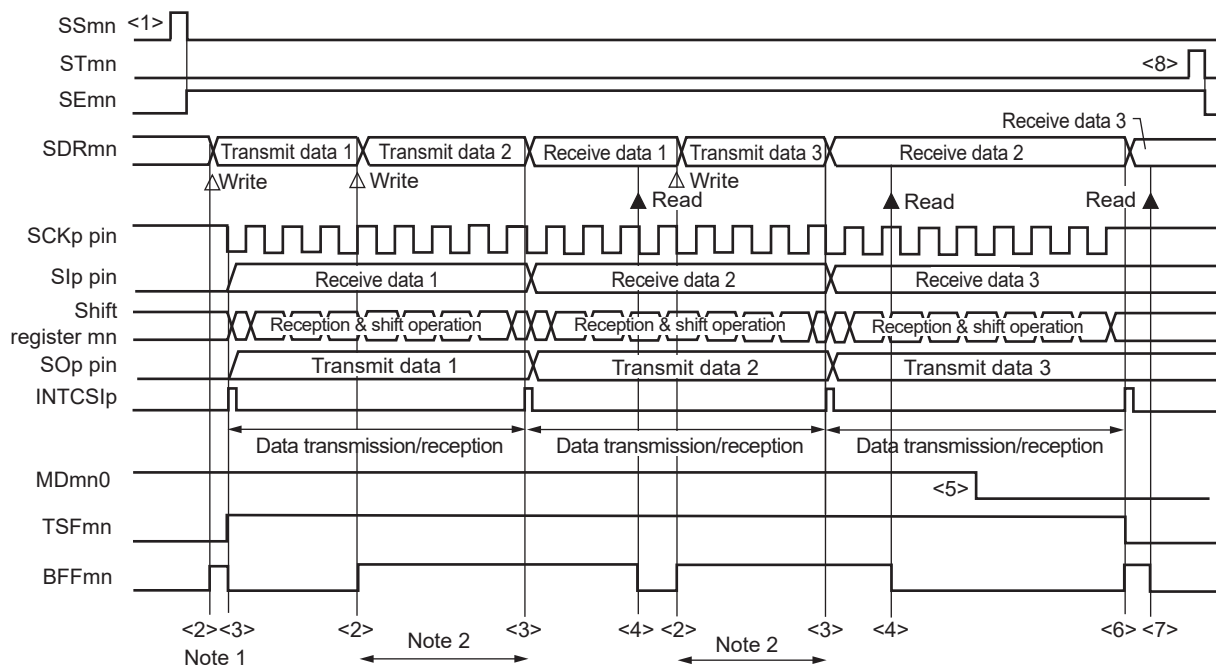 SSmn <1>
STmn <8>
SEmn
Receive data 3
SDRmn Transmit data 1 Transmit data 2 Receive data 1 Transmit data 3 Receive data 2
Write Write Write
Read Read Read
SCKp pin
SIp pin Receive data 1 Receive data 2 Receive data 3
Shift
register mn Reception & shift operation Reception & shift operation Reception & shift operation
SOp pin Transmit data 1 Transmit data 2 Transmit data 3
INTCSIp
Data transmission/reception Data transmission/reception Data transmission/reception
MDmn0 <5>
TSFmn
BFFmn
<2> <3> <2> <3> <4> <2> <3> <4> <6> <7>
Note 1 Note 2 Note 2